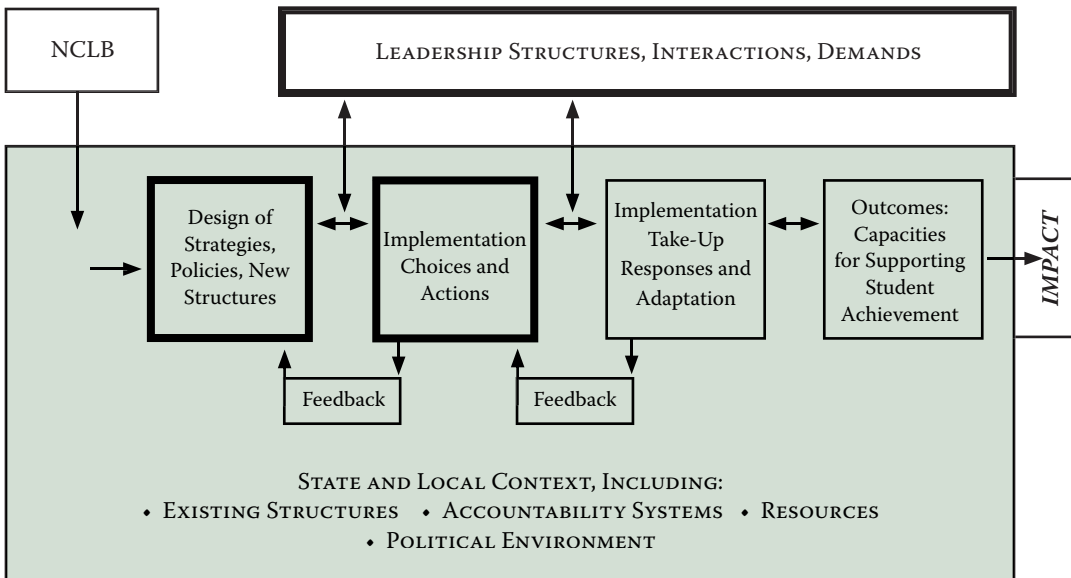 NCLB
Leadership Structures, Interactions, Demands
Design of
Strategies,
Policies, New
Structures
Implementation
Choices and
Actions
Implementation
Take-Up
Responses and
Adaptation
Outcomes:
Capacities
for Supporting
Student
Achievement
IMPACT
Feedback
Feedback
State and Local Context, Including:
• Existing Structures • Accountability Systems • Resources
• Political Environment